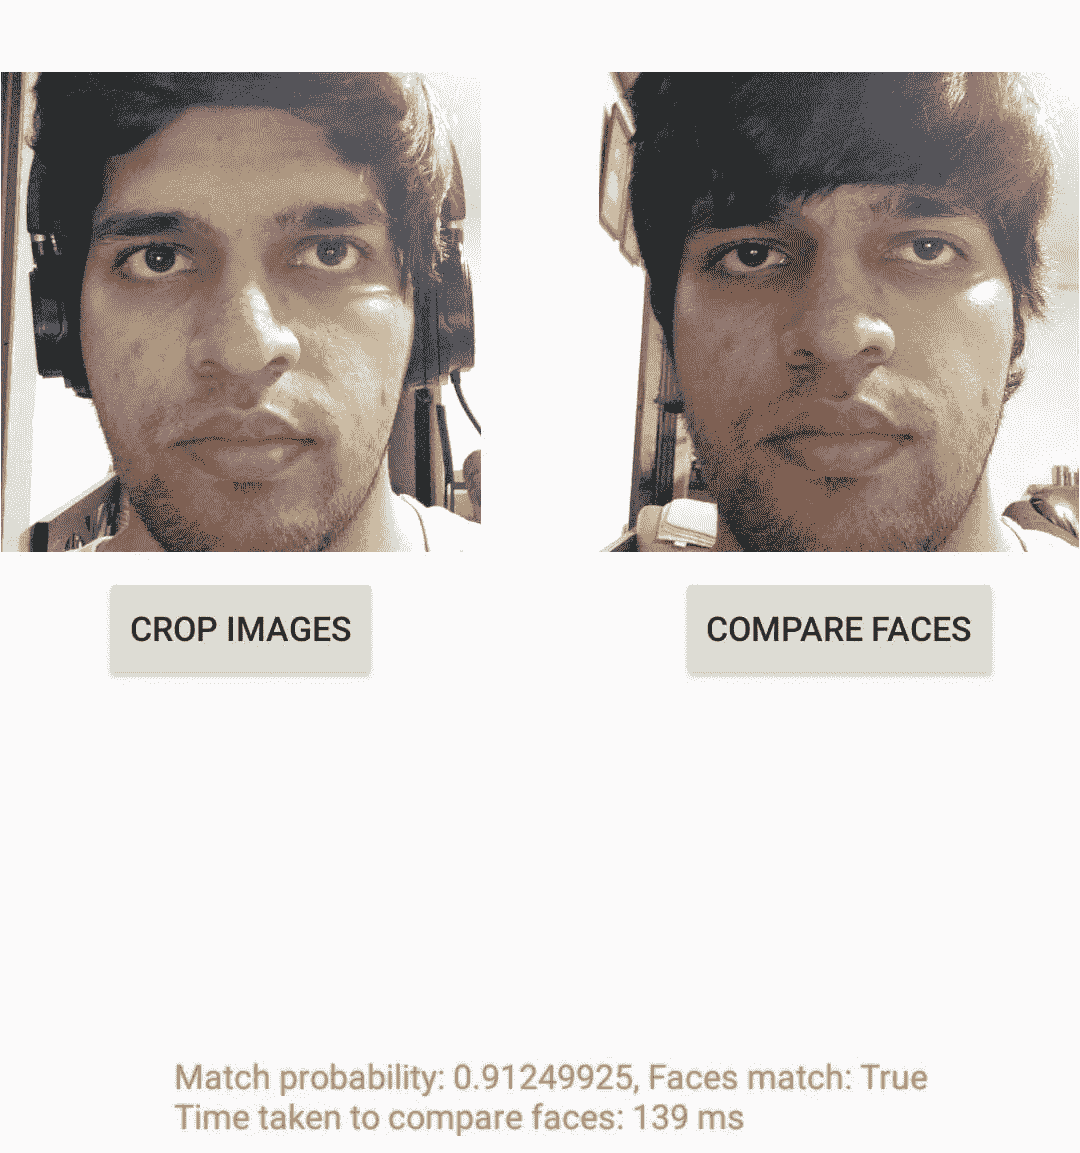 CROP IMAGES
COMPARE FACES
Match probability: 0.91249925, Faces match: True
Time taken to compare faces: 139 ms